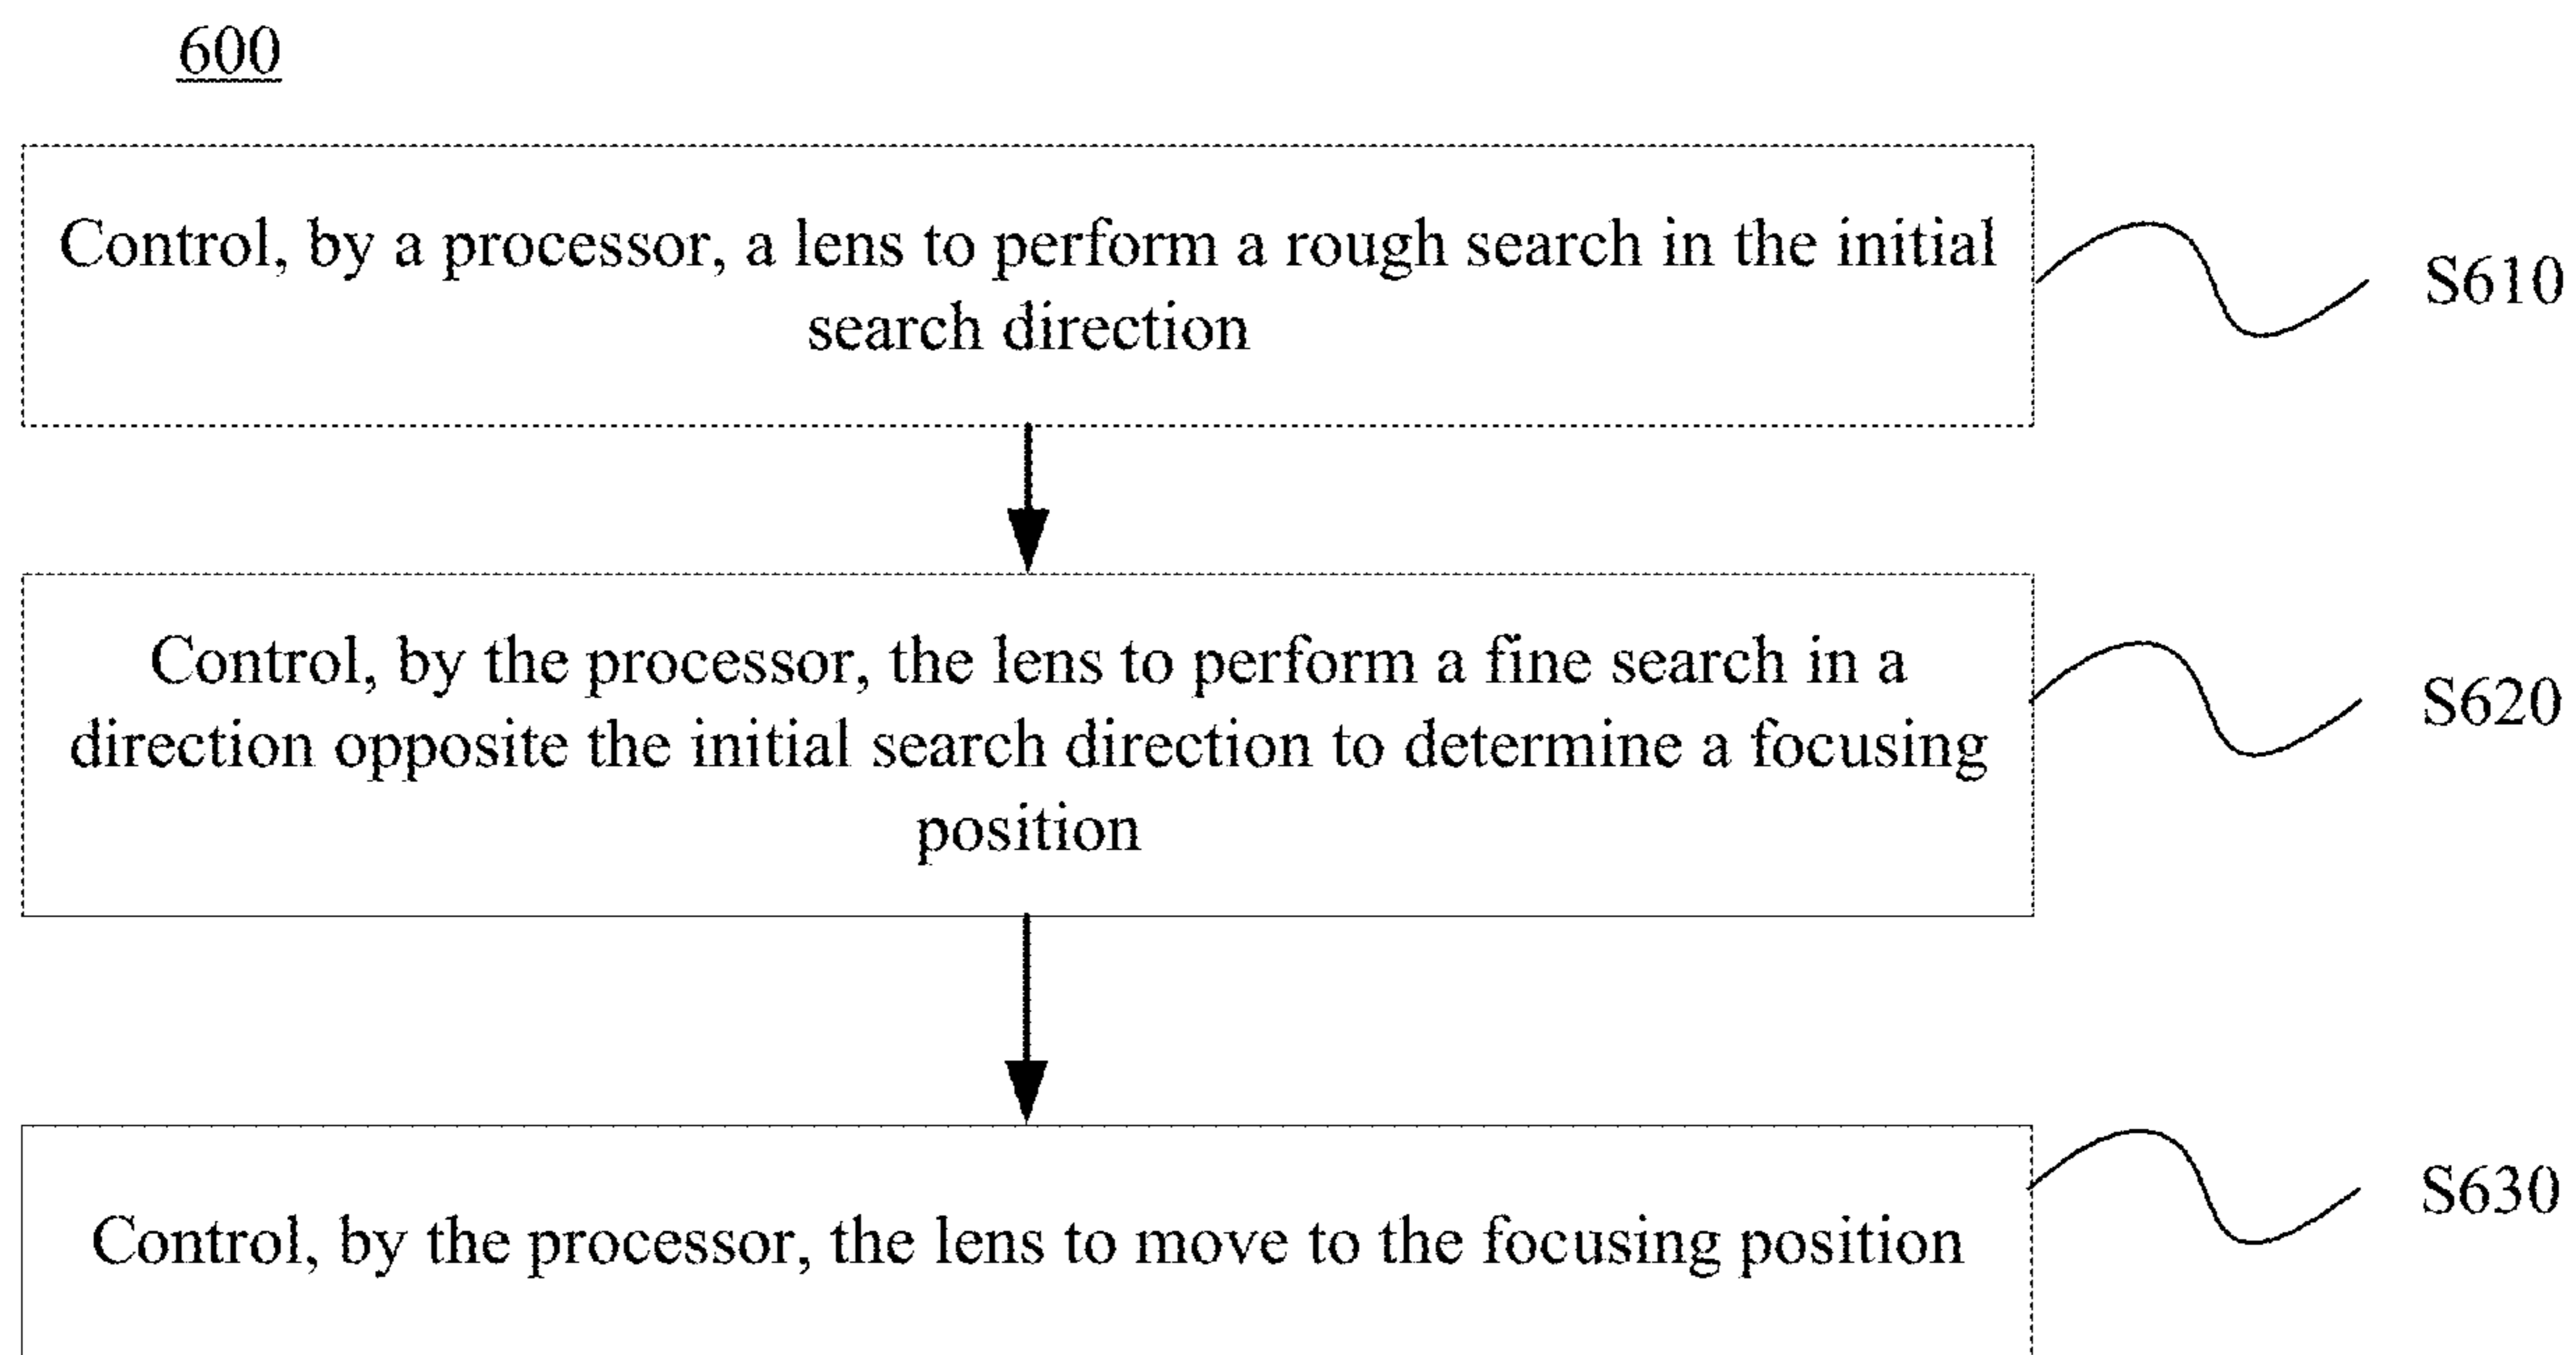 600
Control, by a processor, a lens to perform a rough search in the initial
search direction
S610
Control, by the processor, the lens to perform a fine search in a
direction opposite the initial search direction to determine a focusing
position
S620
Control, by the processor, the lens to move to the focusing position
S630